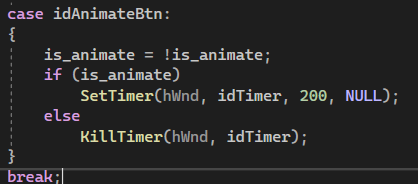 case idAnimateBtn:
{
    is_animate = !is_animate;
    if (is_animate)
        SetTimer(hWnd, idTimer, 200, NULL);
    else
        KillTimer(hWnd, idTimer);
}
break;